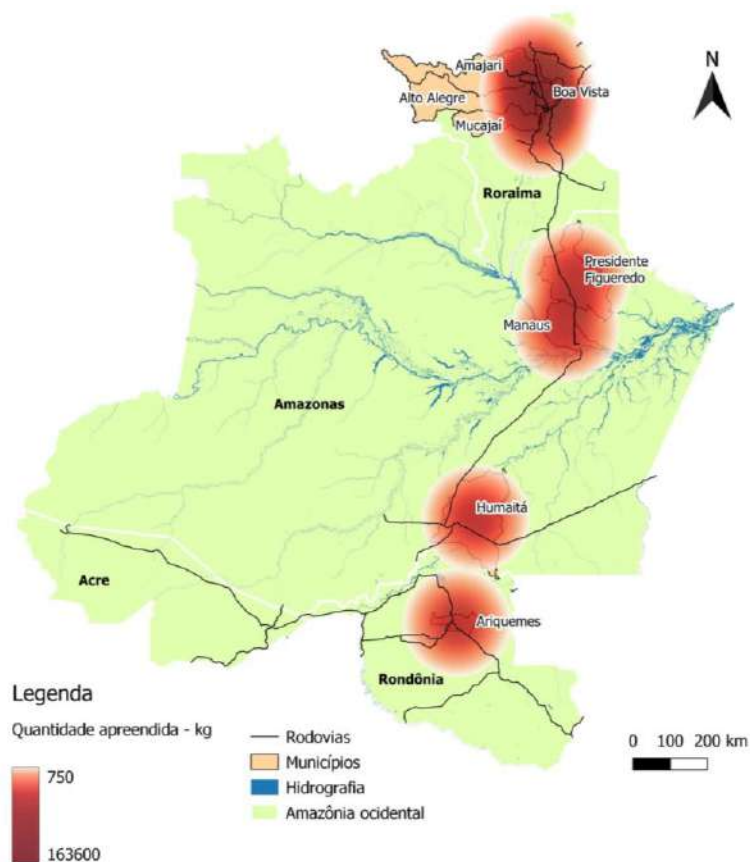 N
Amajari
Alto Alegre
Boa Vista
Mucajaí
Roraima
Presidente
Figueredo
Manaus
Amazonas
Humaitá
Acre
Ariquemes
Rondônia
Legenda
Quantidade apreendida - kg
750
163600
Rodovias
Municípios
Hidrografia
Amazônia ocidental
0 100 200 km